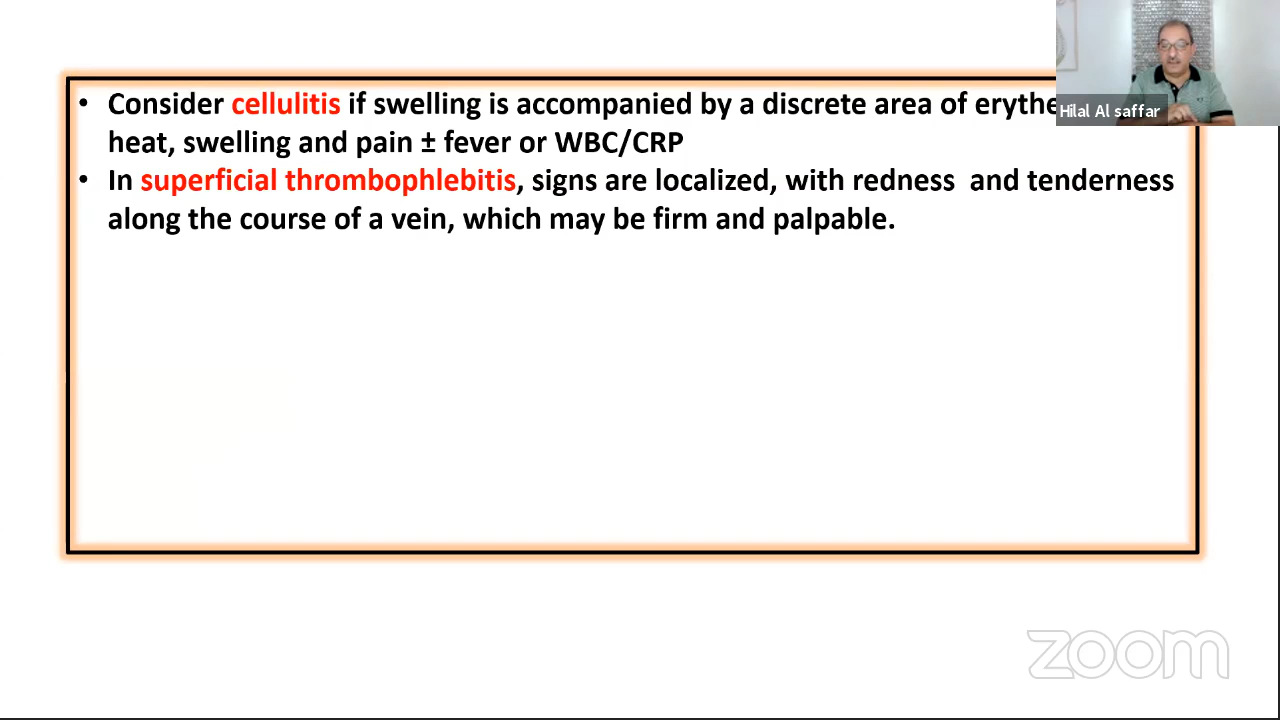 • Consider cellulitis if swelling is accompanied by a discrete area of
heat, swelling and pain ± fever or WBC/CRP
• In superficial thrombophlebitis, signs are localized, with redness and tenderness
along the course of a vein, which may be firm and palpable.
Hilal Al saffar
zoom